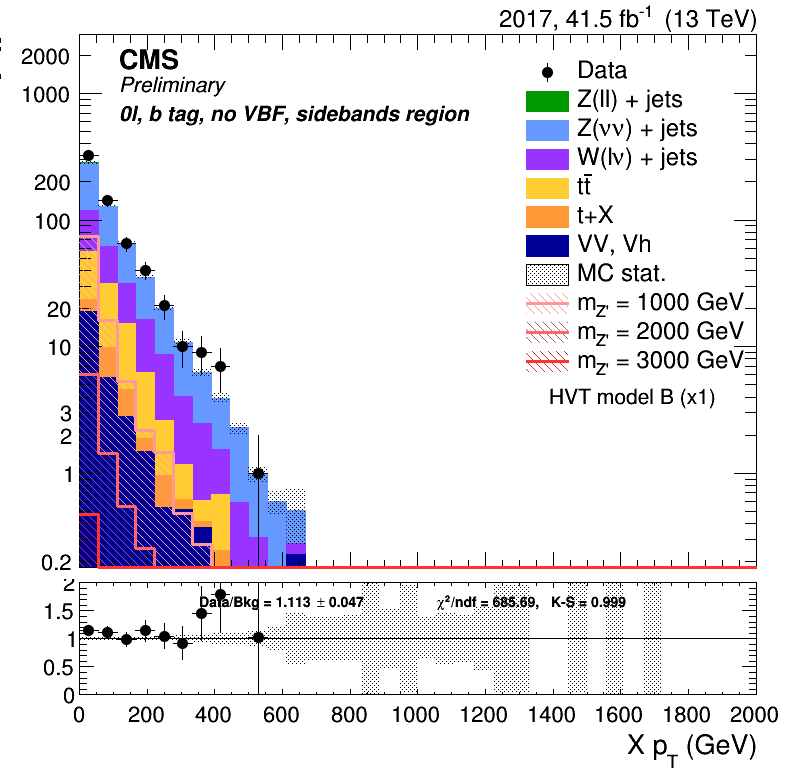 2017, 41.5 fb⁻¹ (13 TeV)
CMS
Preliminary
0l, b tag, no VBF, sidebands region
Data
Z(ll) + jets
Z(νν) + jets
W(lν) + jets
tt̄
t+X
VV, Vh
MC stat.
m_Z' = 1000 GeV
m_Z' = 2000 GeV
m_Z' = 3000 GeV
HVT model B (x1)
2000
1000
200
100
20
10
3
2
1
0.2
Data/Bkg = 1.113 ± 0.047
χ²/ndf = 685.69, K-S = 0.999
2
1.5
1
0.5
0
0 200 400 600 800 1000 1200 1400 1600 1800 2000
X p_T (GeV)